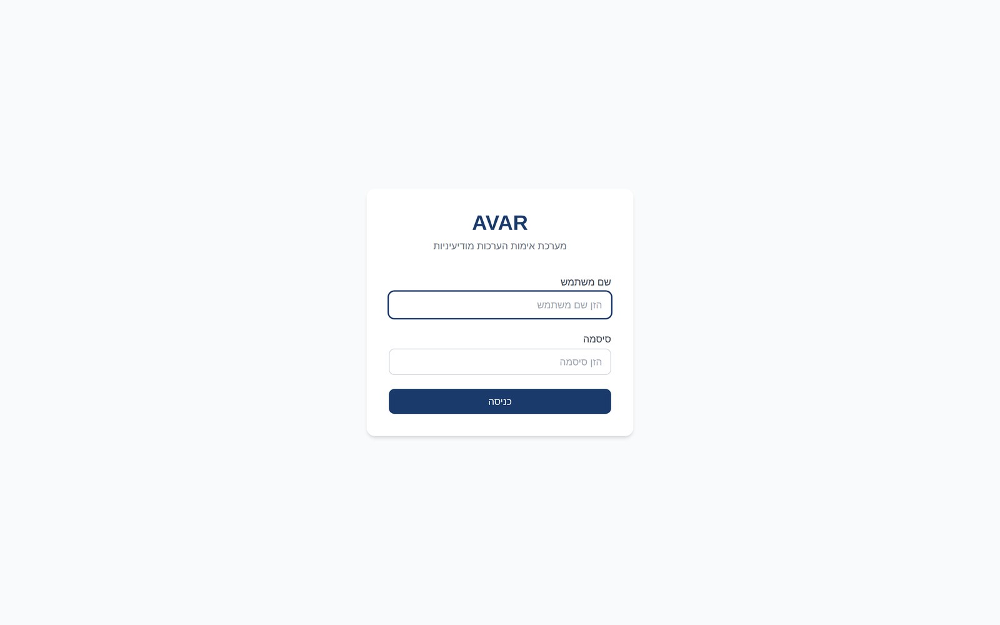 AVAR
מערכת אימות הערכות מודיעיניות
שם משתמש
הזן שם משתמש
סיסמה
הזן סיסמה
כניסה